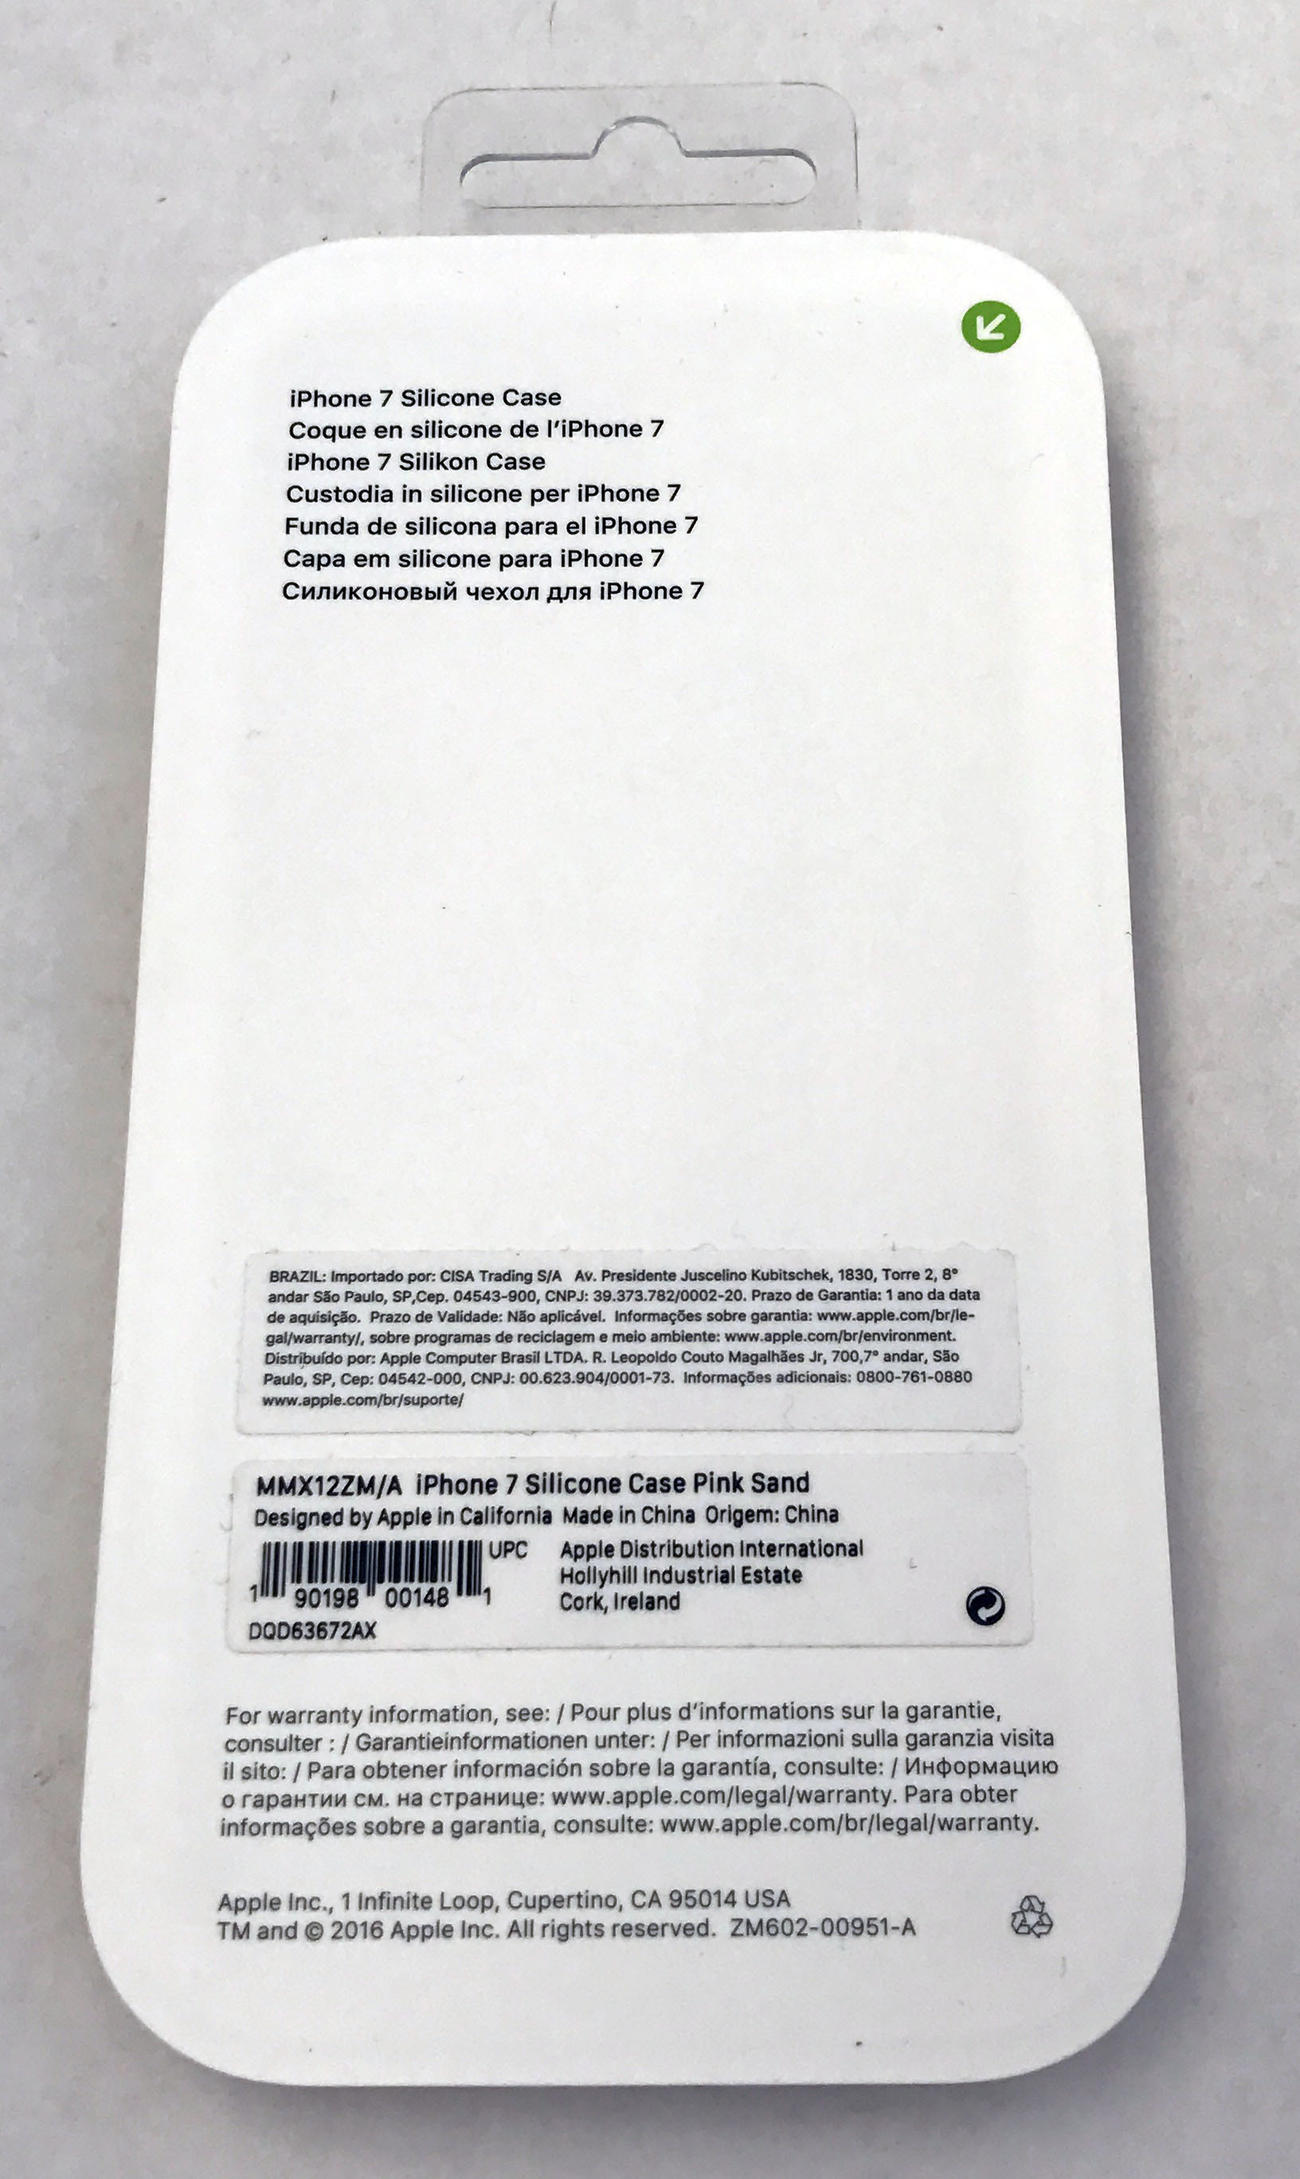 iPhone 7 Silicone Case
Coque en silicone de l’iPhone 7
iPhone 7 Silikon Case
Custodia in silicone per iPhone 7
Funda de silicona para el iPhone 7
Capa em silicone para iPhone 7
Силиконовый чехол для iPhone 7
BRAZIL: Importado por: CISA Trading S/A Av. Presidente Juscelino Kubitschek, 1830, Torre 2, 8°
andar São Paulo, SP,Cep. 04543-900, CNPJ: 39.373.782/0002-20. Prazo de Garantia: 1 ano da data
de aquisição. Prazo de Validade: Não aplicável. Informações sobre garantia: www.apple.com/br/le-
gal/warranty/, sobre programas de reciclagem e meio ambiente: www.apple.com/br/environment.
Distribuído por: Apple Computer Brasil LTDA. R. Leopoldo Couto Magalhães Jr, 700,7° andar, São
Paulo, SP, Cep: 04542-000, CNPJ: 00.623.904/0001-73. Informações adicionais: 0800-761-0880
www.apple.com/br/suporte/
MMX12ZM/A iPhone 7 Silicone Case Pink Sand
Designed by Apple in California Made in China Origem: China
UPC Apple Distribution International
Hollyhill Industrial Estate
1 90198 00148 1 Cork, Ireland
DQD63672AX
For warranty information, see: / Pour plus d’informations sur la garantie,
consulter : / Garantieinformationen unter: / Per informazioni sulla garanzia visita
il sito: / Para obtener información sobre la garantía, consulte: / Информацию
о гарантии см. на странице: www.apple.com/legal/warranty. Para obter
informações sobre a garantia, consulte: www.apple.com/br/legal/warranty.
Apple Inc., 1 Infinite Loop, Cupertino, CA 95014 USA
TM and © 2016 Apple Inc. All rights reserved. ZM602-00951-A